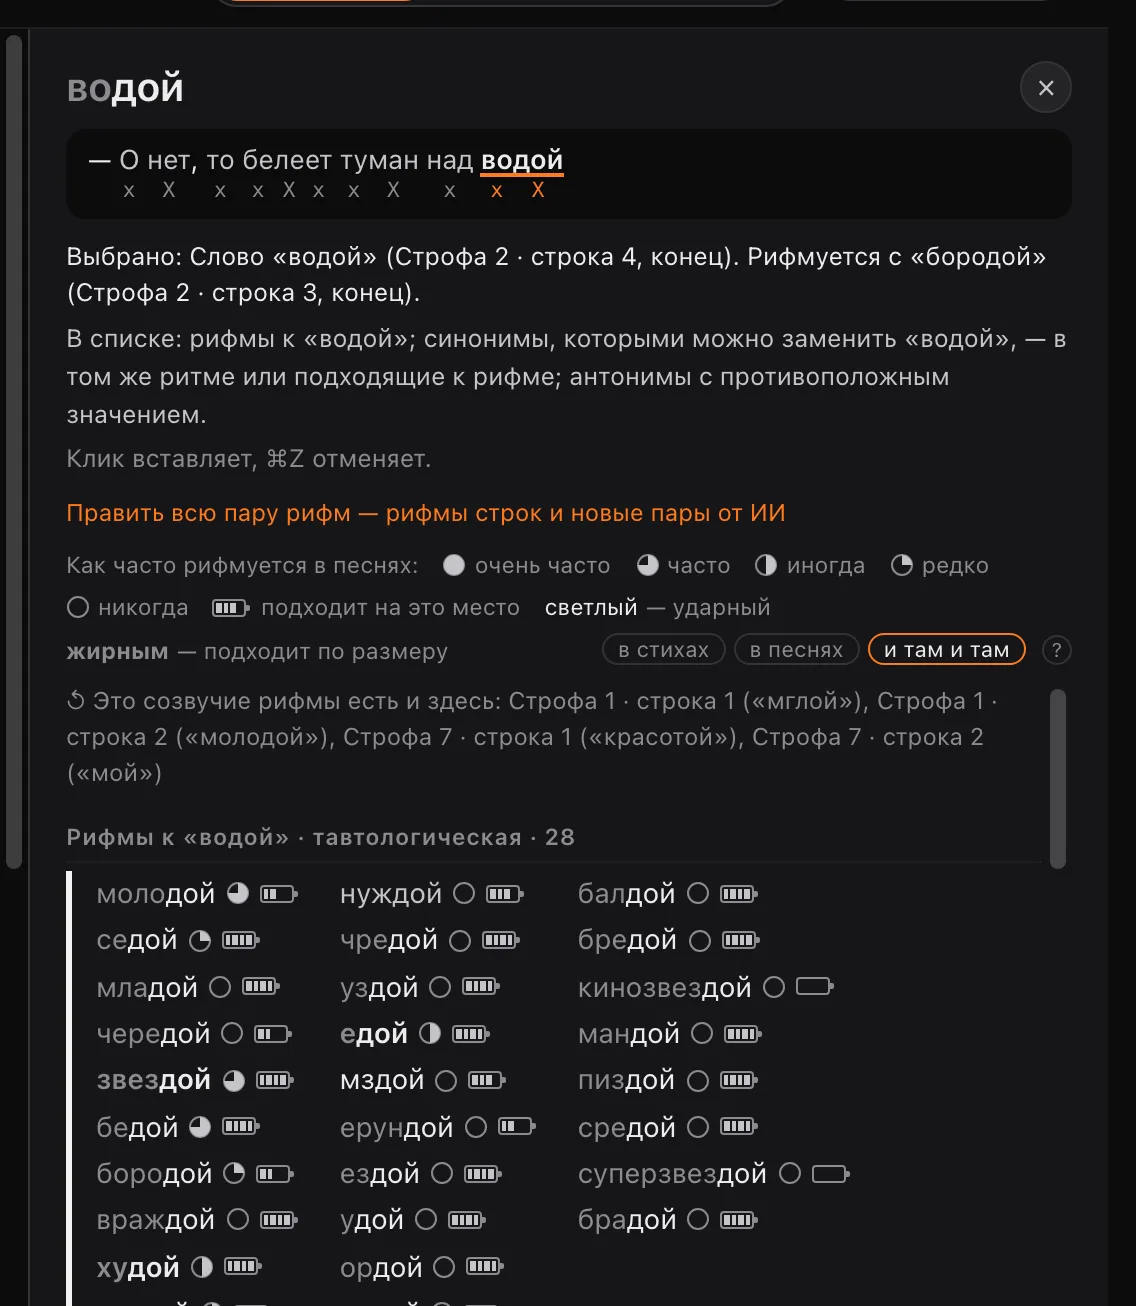 водой
— О нет, то белеет туман над водой
x X x x X x x X x x X
Выбрано: Слово «водой» (Строфа 2 · строка 4, конец). Рифмуется с «бородой»
(Строфа 2 · строка 3, конец).
В списке: рифмы к «водой»; синонимы, которыми можно заменить «водой», — в
том же ритме или подходящие к рифме; антонимы с противоположным
значением.
Клик вставляет, ⌘Z отменяет.
Править всю пару рифм — рифмы строк и новые пары от ИИ
Как часто рифмуется в песнях: очень часто часто иногда редко
никогда подходит на это место светлый — ударный
жирным — подходит по размеру в стихах в песнях и там и там ?
Это созвучие рифмы есть и здесь: Строфа 1 · строка 1 («мглой»), Строфа 1 ·
строка 2 («молодой»), Строфа 7 · строка 1 («красотой»), Строфа 7 · строка 2
(«мой»)
Рифмы к «водой» · тавтологическая · 28
молодой нуждой балдой
седой чредой бредой
младой уздой кинозвездой
чередой едой мандой
звездой мздой пиздой
бедой ерундой средой
бородой ездой суперзвездой
враждой удой брадой
худой ордой